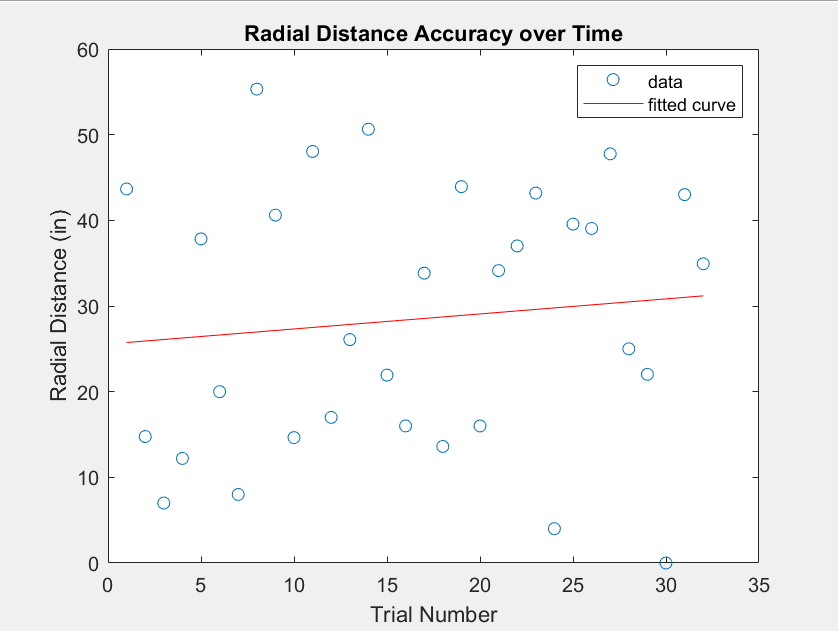 Radial Distance Accuracy over Time
60
50
40
30
20
10
0
Radial Distance (in)
data
fitted curve
0 5 10 15 20 25 30 35
Trial Number